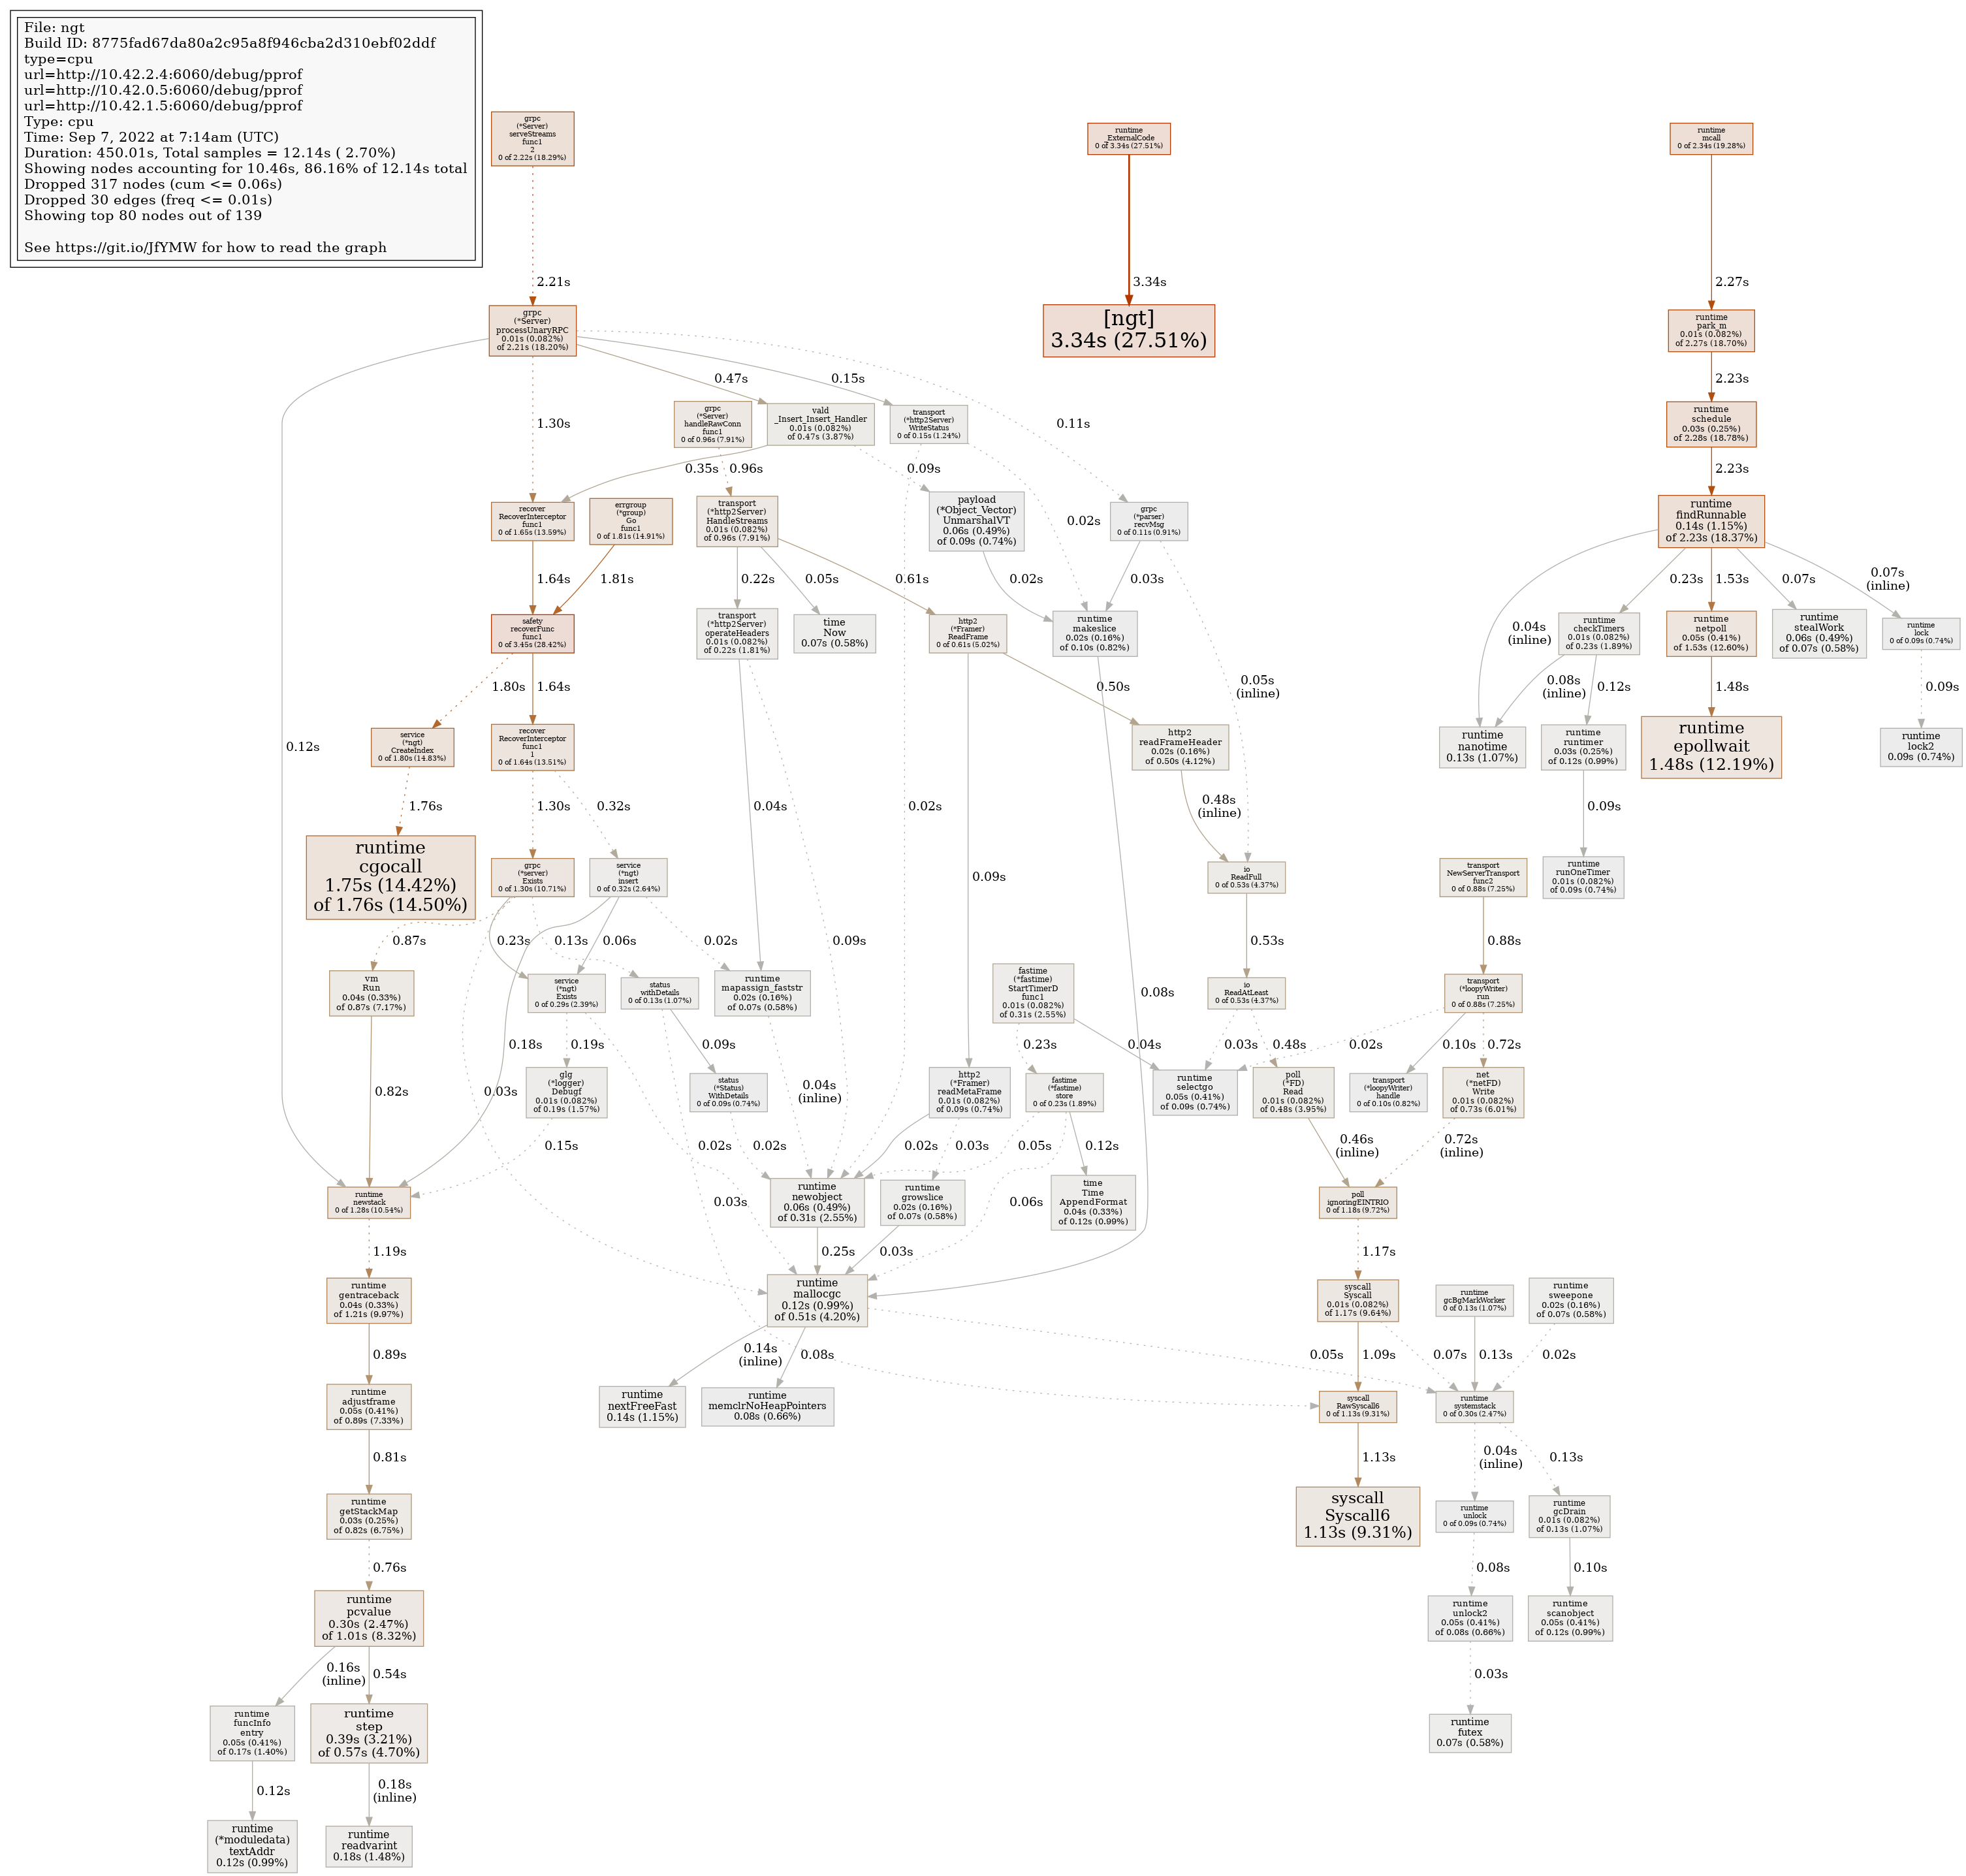 File: ngt
Build ID: 8775fad67da80a2c95a8f946cba2d310ebf02ddf
type=cpu
url=http://10.42.2.4:6060/debug/pprof
url=http://10.42.0.5:6060/debug/pprof
url=http://10.42.1.5:6060/debug/pprof
Type: cpu
Time: Sep 7, 2022 at 7:14am (UTC)
Duration: 450.01s, Total samples = 12.14s ( 2.70%)
Showing nodes accounting for 10.46s, 86.16% of 12.14s total
Dropped 317 nodes (cum <= 0.06s)
Dropped 30 edges (freq <= 0.01s)
Showing top 80 nodes out of 139
See https://git.io/JfYMW for how to read the graph
grpc
(*Server)
serveStreams
func1
2
0 of 2.22s (18.29%)
runtime
_ExternalCode
0 of 3.34s (27.51%)
runtime
mcall
0 of 2.34s (19.28%)
2.21s
3.34s
2.27s
grpc
(*Server)
processUnaryRPC
0.01s (0.082%)
of 2.21s (18.20%)
[ngt]
3.34s (27.51%)
runtime
park_m
0.01s (0.082%)
of 2.27s (18.70%)
0.12s
1.30s
0.47s
0.15s
0.11s
2.23s
grpc
(*Server)
handleRawConn
func1
0 of 0.96s (7.91%)
vald
_Insert_Insert_Handler
0.01s (0.082%)
of 0.47s (3.87%)
transport
(*http2Server)
WriteStatus
0 of 0.15s (1.24%)
runtime
schedule
0.03s (0.25%)
of 2.28s (18.78%)
0.35s
0.96s
0.09s
0.02s
0.02s
2.23s
recover
RecoverInterceptor
func1
0 of 1.65s (13.59%)
errgroup
(*group)
Go
func1
0 of 1.81s (14.91%)
transport
(*http2Server)
HandleStreams
0.01s (0.082%)
of 0.96s (7.91%)
payload
(*Object_Vector)
UnmarshalVT
0.06s (0.49%)
of 0.09s (0.74%)
grpc
(*parser)
recvMsg
0 of 0.11s (0.91%)
runtime
findRunnable
0.14s (1.15%)
of 2.23s (18.37%)
1.64s
1.81s
0.22s
0.05s
0.61s
0.02s
0.03s
0.05s
(inline)
0.04s
(inline)
0.23s
1.53s
0.07s
0.07s
(inline)
safety
recoverFunc
func1
0 of 3.45s (28.42%)
transport
(*http2Server)
operateHeaders
0.01s (0.082%)
of 0.22s (1.81%)
time
Now
0.07s (0.58%)
http2
(*Framer)
ReadFrame
0 of 0.61s (5.02%)
runtime
makeslice
0.02s (0.16%)
of 0.10s (0.82%)
runtime
checkTimers
0.01s (0.082%)
of 0.23s (1.89%)
runtime
netpoll
0.05s (0.41%)
of 1.53s (12.60%)
runtime
stealWork
0.06s (0.49%)
of 0.07s (0.58%)
runtime
lock
0 of 0.09s (0.74%)
1.80s
1.64s
0.04s
0.09s
0.09s
0.50s
0.08s
0.08s
(inline)
0.12s
1.48s
0.09s
service
(*ngt)
CreateIndex
0 of 1.80s (14.83%)
recover
RecoverInterceptor
func1
1
0 of 1.64s (13.51%)
http2
readFrameHeader
0.02s (0.16%)
of 0.50s (4.12%)
runtime
nanotime
0.13s (1.07%)
runtime
runtimer
0.03s (0.25%)
of 0.12s (0.99%)
runtime
epollwait
1.48s (12.19%)
runtime
lock2
0.09s (0.74%)
1.76s
1.30s
0.32s
0.48s
(inline)
0.09s
runtime
cgocall
1.75s (14.42%)
of 1.76s (14.50%)
grpc
(*server)
Exists
0 of 1.30s (10.71%)
service
(*ngt)
insert
0 of 0.32s (2.64%)
io
ReadFull
0 of 0.53s (4.37%)
transport
NewServerTransport
func2
0 of 0.88s (7.25%)
runtime
runOneTimer
0.01s (0.082%)
of 0.09s (0.74%)
0.87s
0.03s
0.23s
0.13s
0.18s
0.06s
0.02s
0.53s
0.88s
vm
Run
0.04s (0.33%)
of 0.87s (7.17%)
service
(*ngt)
Exists
0 of 0.29s (2.39%)
status
withDetails
0 of 0.13s (1.07%)
runtime
mapassign_faststr
0.02s (0.16%)
of 0.07s (0.58%)
fastime
(*fastime)
StartTimerD
func1
0.01s (0.082%)
of 0.31s (2.55%)
io
ReadAtLeast
0 of 0.53s (4.37%)
transport
(*loopyWriter)
run
0 of 0.88s (7.25%)
0.82s
0.19s
0.02s
0.09s
0.03s
0.04s
(inline)
0.23s
0.04s
0.03s
0.48s
0.02s
0.10s
0.72s
glg
(*logger)
Debugf
0.01s (0.082%)
of 0.19s (1.57%)
status
(*Status)
WithDetails
0 of 0.09s (0.74%)
http2
(*Framer)
readMetaFrame
0.01s (0.082%)
of 0.09s (0.74%)
fastime
(*fastime)
store
0 of 0.23s (1.89%)
runtime
selectgo
0.05s (0.41%)
of 0.09s (0.74%)
poll
(*FD)
Read
0.01s (0.082%)
of 0.48s (3.95%)
transport
(*loopyWriter)
handle
0 of 0.10s (0.82%)
net
(*netFD)
Write
0.01s (0.082%)
of 0.73s (6.01%)
0.15s
0.02s
0.02s
0.03s
0.05s
0.06s
0.12s
0.46s
(inline)
0.72s
(inline)
runtime
newstack
0 of 1.28s (10.54%)
runtime
newobject
0.06s (0.49%)
of 0.31s (2.55%)
runtime
growslice
0.02s (0.16%)
of 0.07s (0.58%)
time
Time
AppendFormat
0.04s (0.33%)
of 0.12s (0.99%)
poll
ignoringEINTRIO
0 of 1.18s (9.72%)
1.19s
0.25s
0.03s
1.17s
runtime
gentraceback
0.04s (0.33%)
of 1.21s (9.97%)
runtime
mallocgc
0.12s (0.99%)
of 0.51s (4.20%)
syscall
Syscall
0.01s (0.082%)
of 1.17s (9.64%)
runtime
gcBgMarkWorker
0 of 0.13s (1.07%)
runtime
sweepone
0.02s (0.16%)
of 0.07s (0.58%)
0.89s
0.14s
(inline)
0.08s
0.05s
1.09s
0.07s
0.13s
0.02s
runtime
adjustframe
0.05s (0.41%)
of 0.89s (7.33%)
runtime
nextFreeFast
0.14s (1.15%)
runtime
memclrNoHeapPointers
0.08s (0.66%)
syscall
RawSyscall6
0 of 1.13s (9.31%)
runtime
systemstack
0 of 0.30s (2.47%)
0.81s
1.13s
0.04s
(inline)
0.13s
runtime
getStackMap
0.03s (0.25%)
of 0.82s (6.75%)
syscall
Syscall6
1.13s (9.31%)
runtime
unlock
0 of 0.09s (0.74%)
runtime
gcDrain
0.01s (0.082%)
of 0.13s (1.07%)
0.76s
0.08s
0.10s
runtime
pcvalue
0.30s (2.47%)
of 1.01s (8.32%)
runtime
unlock2
0.05s (0.41%)
of 0.08s (0.66%)
runtime
scanobject
0.05s (0.41%)
of 0.12s (0.99%)
0.16s
(inline)
0.54s
0.03s
runtime
funcInfo
entry
0.05s (0.41%)
of 0.17s (1.40%)
runtime
step
0.39s (3.21%)
of 0.57s (4.70%)
runtime
futex
0.07s (0.58%)
0.12s
0.18s
(inline)
runtime
(*moduledata)
textAddr
0.12s (0.99%)
runtime
readvarint
0.18s (1.48%)